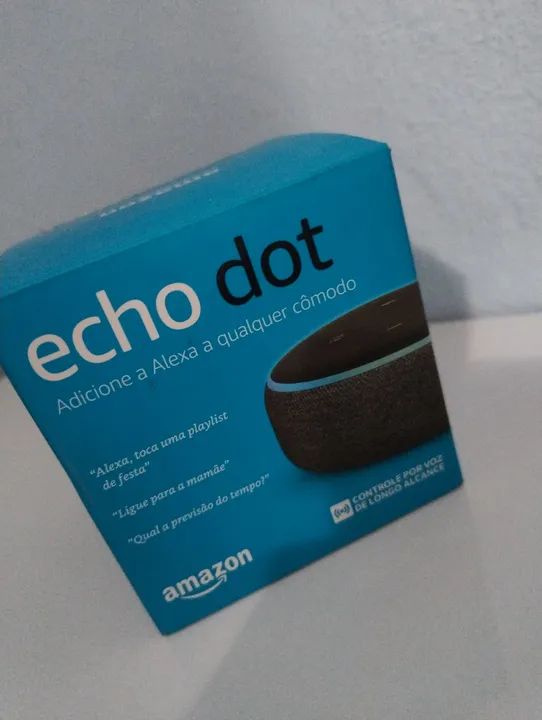 echo dot
Adicione a Alexa a qualquer cômodo
"Alexa, toca uma playlist
de festa"
"Ligue para a mamãe"
"Qual a previsão do tempo?"
CONTROLE POR VOZ
DE LONGO ALCANCE
amazon